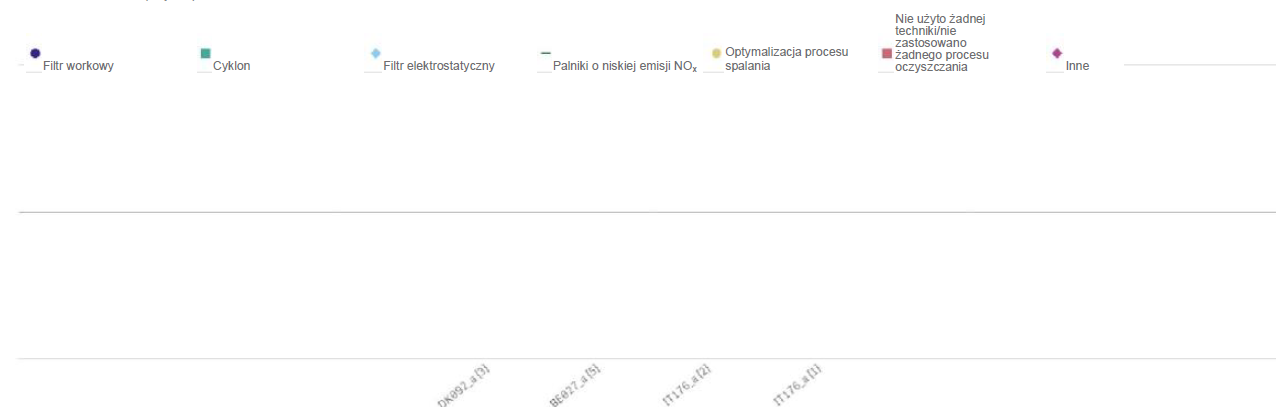 Filtr workowy
Cyklon
Filtr elektrostatyczny
Palniki o niskiej emisji NOₓ
Optymalizacja procesu
spalania
Nie użyto żadnej
techniki/nie
zastosowano
żadnego procesu
oczyszczania
Inne
DK092_a[3]
BE027_a[5]
IT176_a[2]
IT176_a[1]